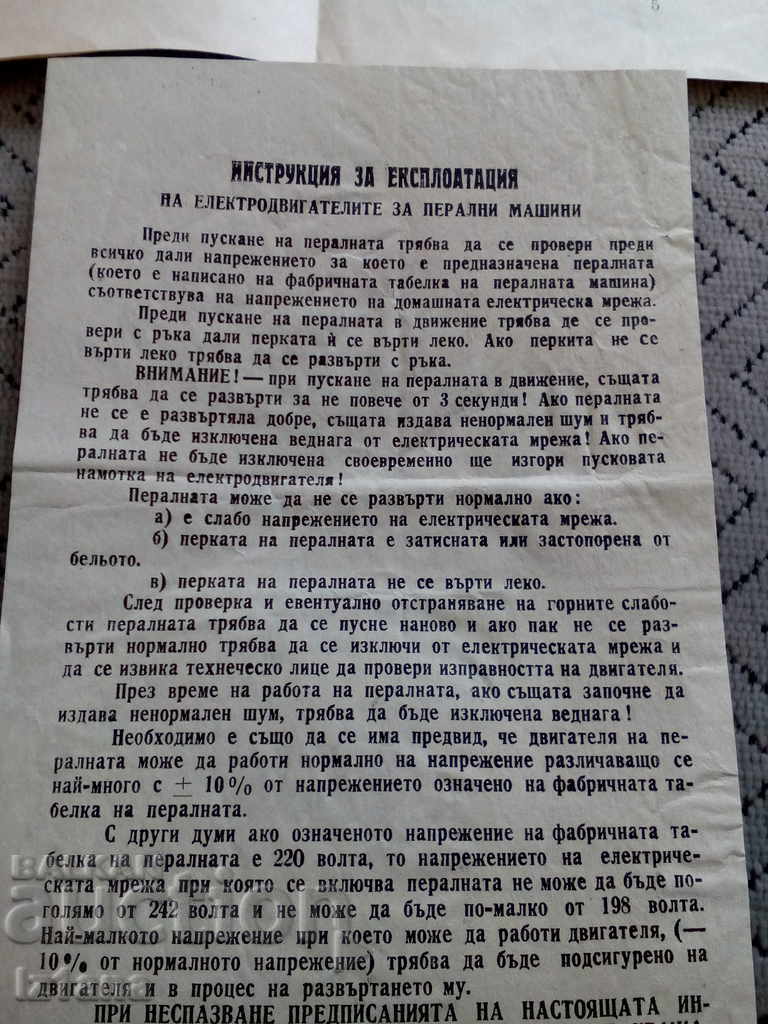 5
ИНСТРУКЦИЯ ЗА ЕКСПЛОАТАЦИЯ
НА ЕЛЕКТРОДВИГАТЕЛИТЕ ЗА ПЕРАЛНИ МАШИНИ
Преди пускане на пералната трябва да се провери преди
всичко дали напрежението за което е предназначена пералната
(което е написано на фабричната табелка на пералната машина)
съответствува на напрежението на домашната електрическа мрежа.
Преди пускане на пералната в движение трябва де се про-
вери с ръка дали перката ѝ се върти леко. Ако перкита не се
върти леко трябва да се развърти с ръка.
ВНИМАНИЕ! — при пускане на пералната в движение, същата
трябва да се развърти за не повече от 3 секунди! Ако пералната
не се е развъртяла добре, същата издава ненормален шум и тряб-
ва да бъде изключена веднага от електрическата мрежа! Ако пе-
ралната не бъде изключена своевременно ще изгори пусковата
намотка на електродвигателя!
Пералната може да не се развърти нормално ако:
а) е слабо напрежението на електрическата мрежа.
б) перката на пералната е затисната или застопорена от
бельото.
в) перката на пералната не се върти леко.
След проверка и евентуално отстраняване на горните слабо-
сти пералната трябва да се пусне наново и ако пак не се раз-
върти нормално трябва да се изключи от електрическата мрежа и
да се извика технеческо лице да провери изправността на двигателя.
През време на работа на пералната, ако същата започне да
издава ненормален шум, трябва да бъде изключена веднага!
Необходимо е също да се има предвид, че двигателя на пе-
ралната може да работи нормално на напрежение различаващо се
най-много с ± 10% от напрежението означено на фабричната та-
белка на пералната.
С други думи ако означеното напрежение на фабричната та-
белка на пералната е 220 волта, то напрежението на електриче-
ската мрежа при която се включва пералната не може да бъде по-
голямо от 242 волта и не може да бъде по-малко от 198 волта.
Най-малкото напрежение при което може да работи двигателя, (—
10% от нормалното напрежение) трябва да бъде подсигурено на
двигателя и в процес на развъртането му.
ПРИ НЕСПАЗВАНЕ ПРЕДПИСАНИЯТА НА НАСТОЯЩАТА ИН-